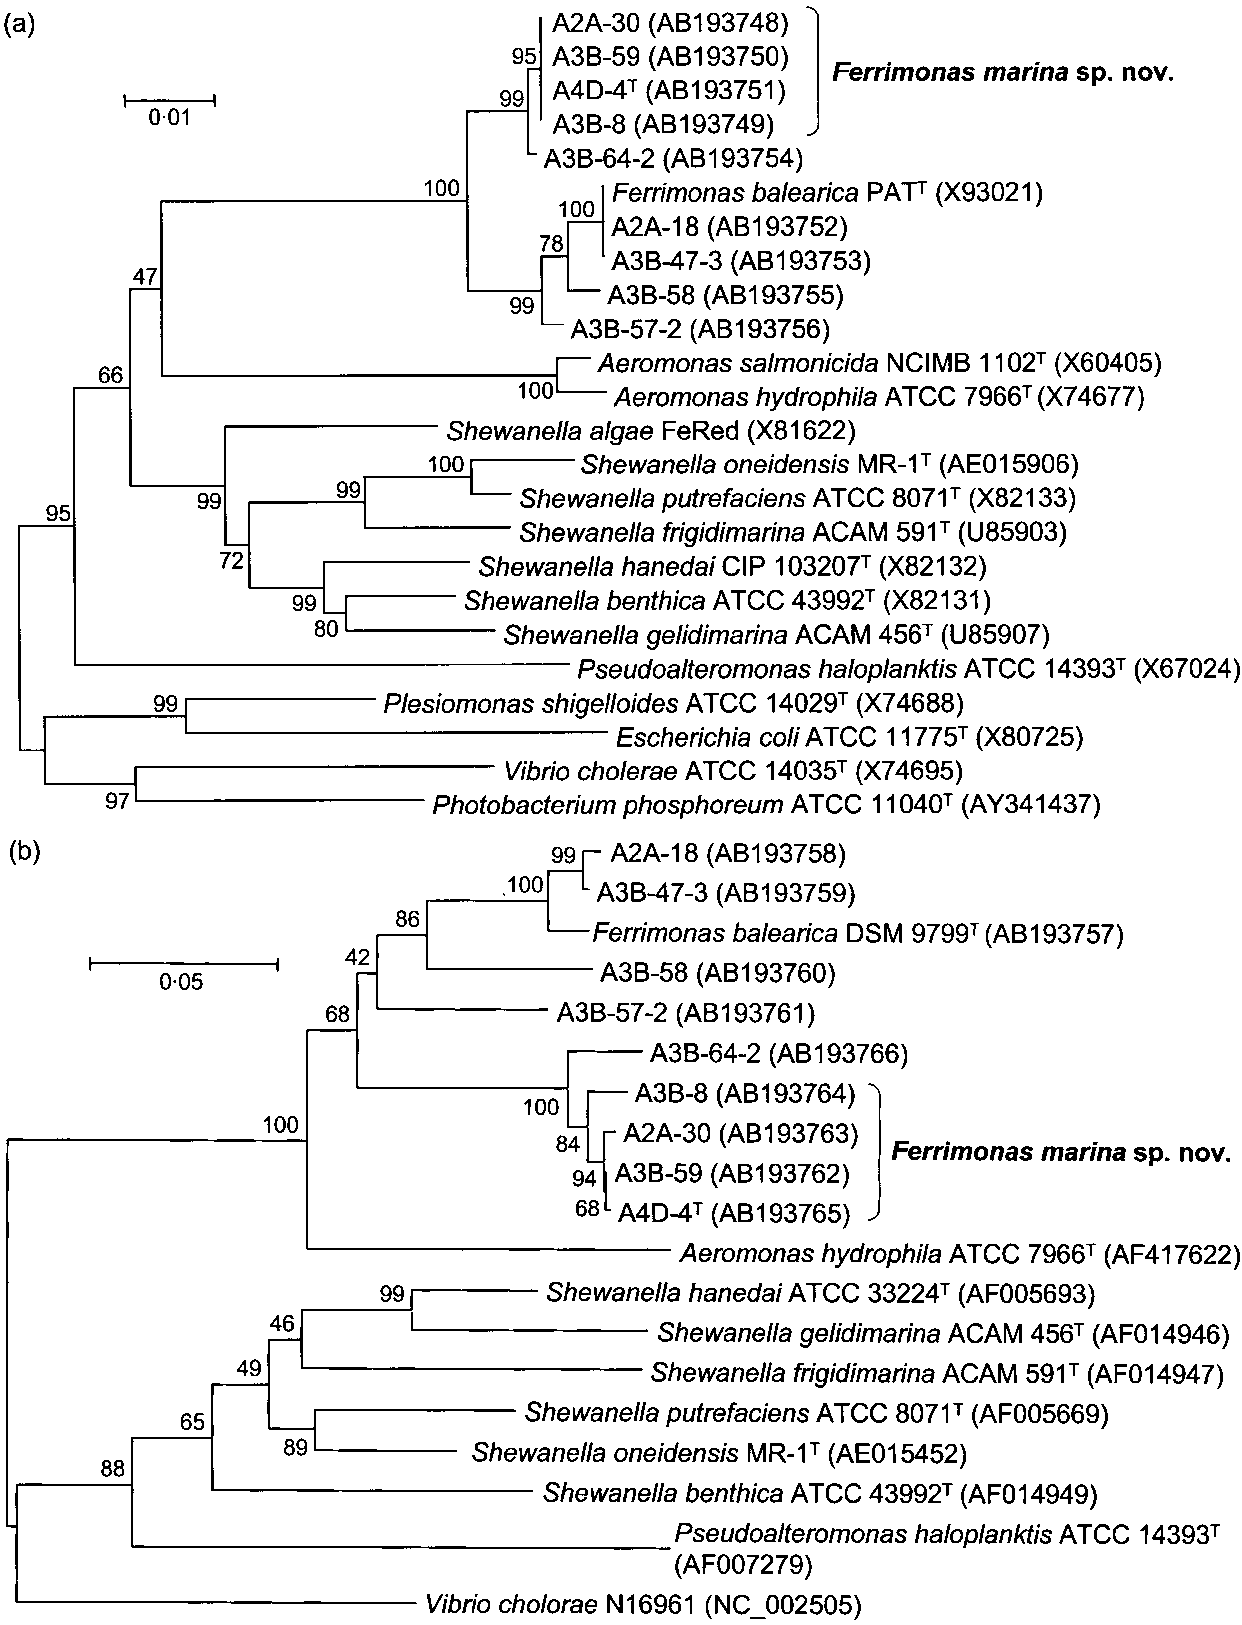 (a)
A2A-30 (AB193748)
95
A3B-59 (AB193750)
Ferrimonas marina sp. nov.
A4D-4ᵀ (AB193751)
99
0·01
A3B-8 (AB193749)
A3B-64-2 (AB193754)
100
Ferrimonas balearica PATᵀ (X93021)
100
A2A-18 (AB193752)
78
A3B-47-3 (AB193753)
47
A3B-58 (AB193755)
99
A3B-57-2 (AB193756)
Aeromonas salmonicida NCIMB 1102ᵀ (X60405)
66
100
Aeromonas hydrophila ATCC 7966ᵀ (X74677)
Shewanella algae FeRed (X81622)
100
Shewanella oneidensis MR-1ᵀ (AE015906)
99
99
Shewanella putrefaciens ATCC 8071ᵀ (X82133)
95
Shewanella frigidimarina ACAM 591ᵀ (U85903)
72
Shewanella hanedai CIP 103207ᵀ (X82132)
99
Shewanella benthica ATCC 43992ᵀ (X82131)
80
Shewanella gelidimarina ACAM 456ᵀ (U85907)
Pseudoalteromonas haloplanktis ATCC 14393ᵀ (X67024)
99
Plesiomonas shigelloides ATCC 14029ᵀ (X74688)
Escherichia coli ATCC 11775ᵀ (X80725)
Vibrio cholerae ATCC 14035ᵀ (X74695)
97
Photobacterium phosphoreum ATCC 11040ᵀ (AY341437)
(b)
99
A2A-18 (AB193758)
100
A3B-47-3 (AB193759)
86
Ferrimonas balearica DSM 9799ᵀ (AB193757)
42
0·05
A3B-58 (AB193760)
68
A3B-57-2 (AB193761)
A3B-64-2 (AB193766)
A3B-8 (AB193764)
100
100
A2A-30 (AB193763)
84
Ferrimonas marina sp. nov.
94
A3B-59 (AB193762)
68
A4D-4ᵀ (AB193765)
Aeromonas hydrophila ATCC 7966ᵀ (AF417622)
99
Shewanella hanedai ATCC 33224ᵀ (AF005693)
46
Shewanella gelidimarina ACAM 456ᵀ (AF014946)
49
Shewanella frigidimarina ACAM 591ᵀ (AF014947)
65
Shewanella putrefaciens ATCC 8071ᵀ (AF005669)
89
Shewanella oneidensis MR-1ᵀ (AE015452)
88
Shewanella benthica ATCC 43992ᵀ (AF014949)
Pseudoalteromonas haloplanktis ATCC 14393ᵀ
(AF007279)
Vibrio cholorae N16961 (NC_002505)